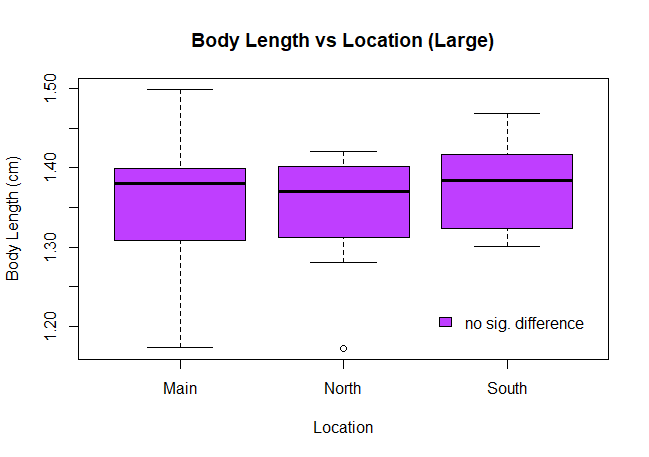 Body Length vs Location (Large)
Body Length (cm)
1.50
1.40
1.30
1.20
no sig. difference
Main North South
Location